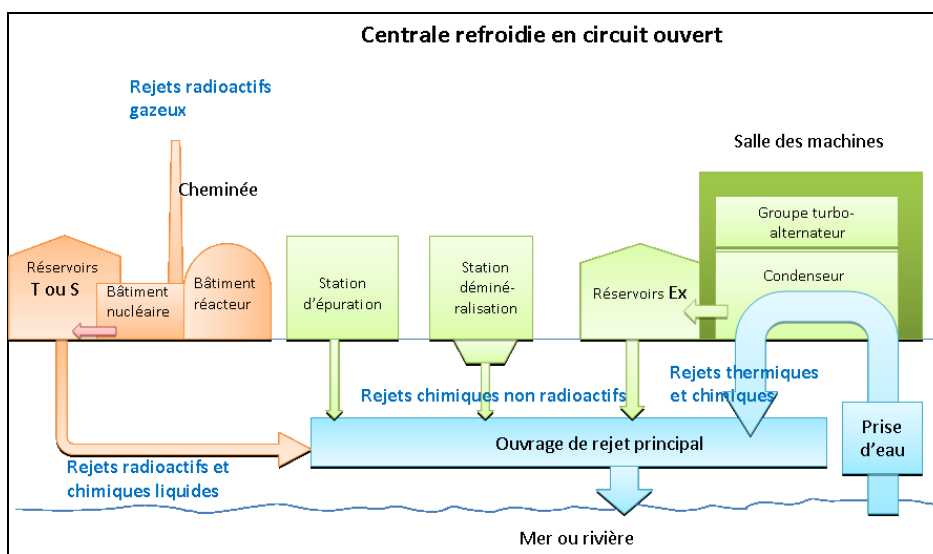 Centrale refroidie en circuit ouvert
Rejets radioactifs
gazeux
Salle des machines
Cheminée
Groupe turbo-
alternateur
Réservoirs
T ou S
Bâtiment
nucléaire
Bâtiment
réacteur
Station
d'épuration
Station
déminé-
ralisation
Réservoirs Ex
Condenseur
Rejets chimiques non radioactifs
Rejets thermiques
et chimiques
Ouvrage de rejet principal
Prise
d'eau
Rejets radioactifs et
chimiques liquides
Mer ou rivière